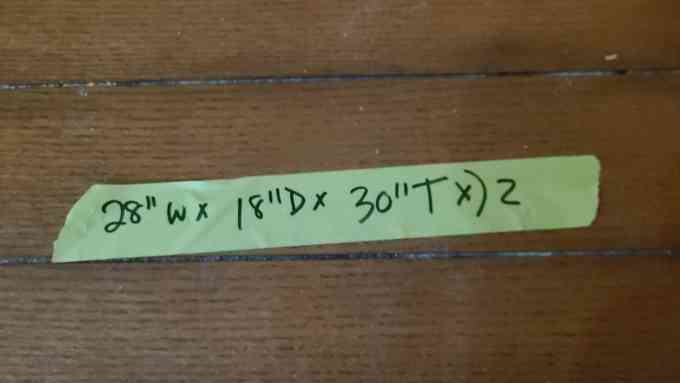 28" W x 18" D x 30" T x) 2